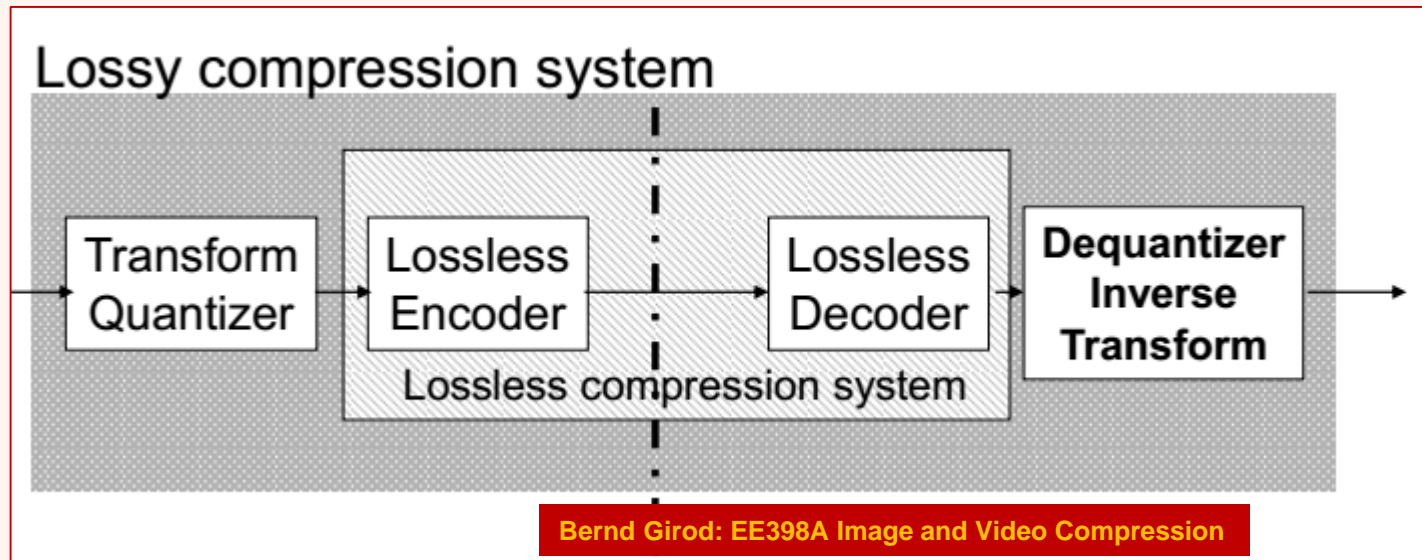 Lossy compression system
Transform
Quantizer
Lossless
Encoder
Lossless
Decoder
Dequantizer
Inverse
Transform
Lossless compression system
Bernd Girod: EE398A Image and Video Compression